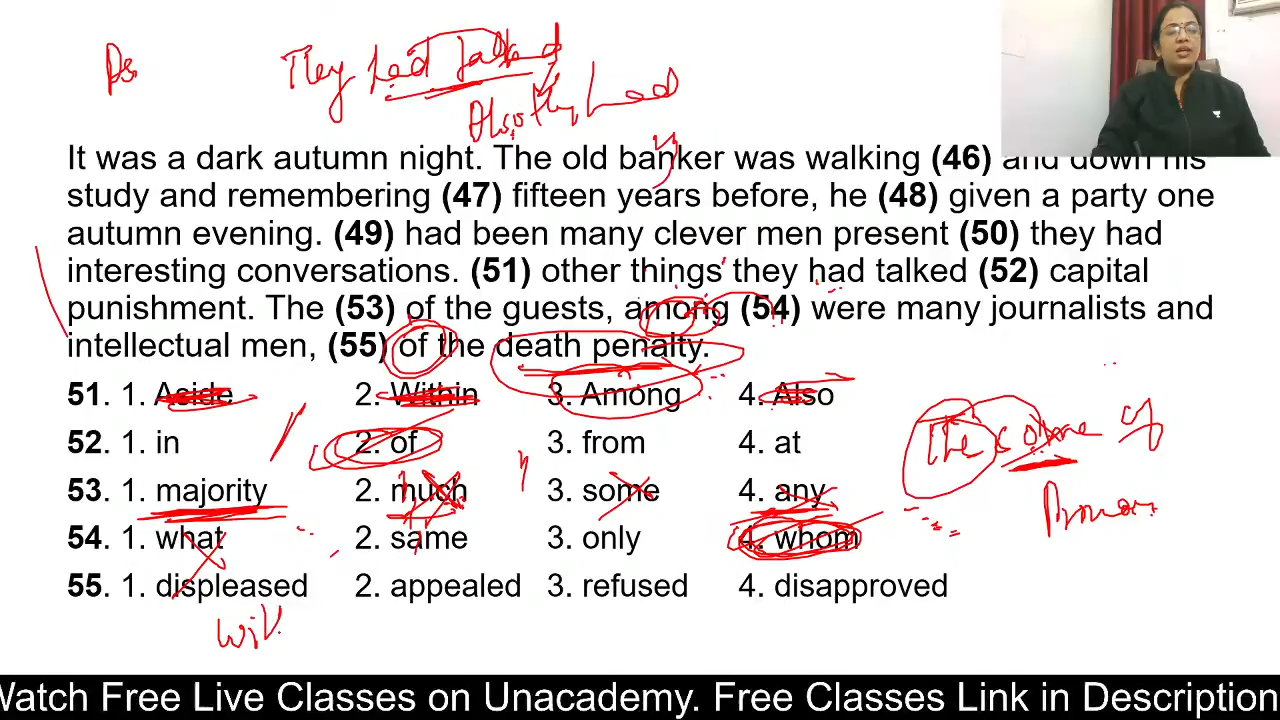 They had talked
Also they had
It was a dark autumn night. The old banker was walking (46) and down his
study and remembering (47) fifteen years before, he (48) given a party one
autumn evening. (49) had been many clever men present (50) they had
interesting conversations. (51) other things they had talked (52) capital
punishment. The (53) of the guests, among (54) were many journalists and
intellectual men, (55) of the death penalty.
51. 1. Aside 2. Within 3. Among 4. Also
52. 1. in 2. of 3. from 4. at
53. 1. majority 2. much 3. some 4. any
54. 1. what 2. same 3. only 4. whom
55. 1. displeased 2. appealed 3. refused 4. disapproved
The some of
Watch Free Live Classes on Unacademy. Free Classes Link in Description